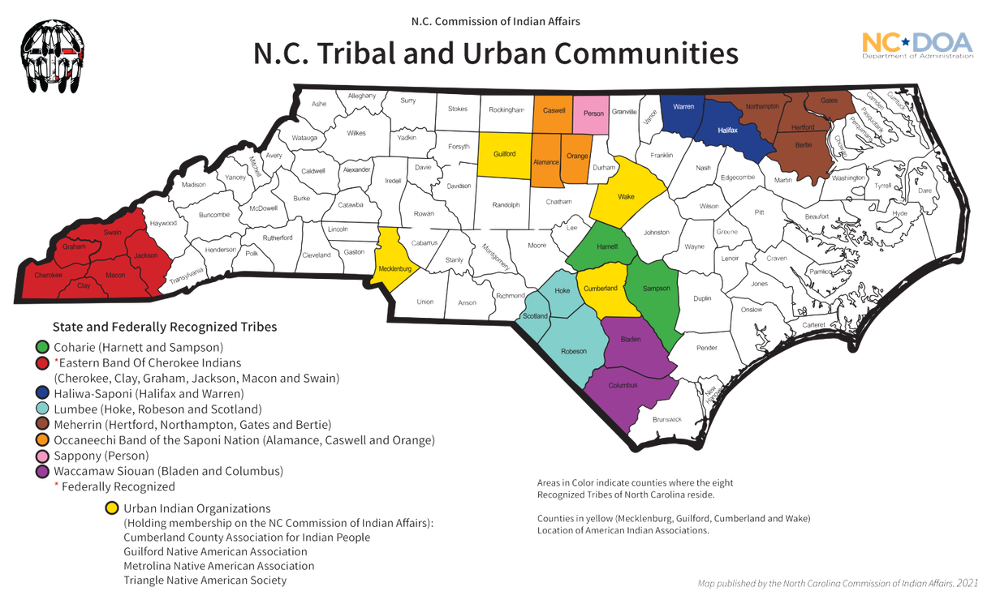 N.C. Commission of Indian Affairs
N.C. Tribal and Urban Communities
NC DOA
Department of Administration
Ashe
Alleghany
Surry
Stokes
Rockingham
Caswell
Person
Granville
Vance
Warren
Halifax
Northampton
Gates
Hertford
Bertie
Camden
Currituck
Pasquotank
Perquimans
Chowan
Watauga
Wilkes
Yadkin
Forsyth
Guilford
Alamance
Orange
Durham
Franklin
Nash
Edgecombe
Martin
Washington
Tyrrell
Dare
Avery
Mitchell
Yancey
Madison
Caldwell
Alexander
Iredell
Davie
Davidson
Randolph
Chatham
Wake
Wilson
Pitt
Beaufort
Hyde
Haywood
Buncombe
McDowell
Burke
Catawba
Rowan
Lee
Johnston
Greene
Swain
Graham
Jackson
Cherokee
Macon
Clay
Transylvania
Henderson
Polk
Rutherford
Cleveland
Lincoln
Gaston
Mecklenburg
Cabarrus
Stanly
Montgomery
Moore
Harnett
Wayne
Lenoir
Craven
Pamlico
Union
Anson
Richmond
Scotland
Hoke
Cumberland
Sampson
Duplin
Jones
Onslow
Carteret
Robeson
Bladen
Pender
Columbus
New Hanover
Brunswick
State and Federally Recognized Tribes
Coharie (Harnett and Sampson)
*Eastern Band Of Cherokee Indians
(Cherokee, Clay, Graham, Jackson, Macon and Swain)
Haliwa-Saponi (Halifax and Warren)
Lumbee (Hoke, Robeson and Scotland)
Meherrin (Hertford, Northampton, Gates and Bertie)
Occaneechi Band of the Saponi Nation (Alamance, Caswell and Orange)
Sappony (Person)
Waccamaw Siouan (Bladen and Columbus)
* Federally Recognized
Urban Indian Organizations
(Holding membership on the NC Commission of Indian Affairs):
Cumberland County Association for Indian People
Guilford Native American Association
Metrolina Native American Association
Triangle Native American Society
Areas in Color indicate counties where the eight
Recognized Tribes of North Carolina reside.
Counties in yellow (Mecklenburg, Guilford, Cumberland and Wake)
Location of American Indian Associations.
Map published by the North Carolina Commission of Indian Affairs. 2021